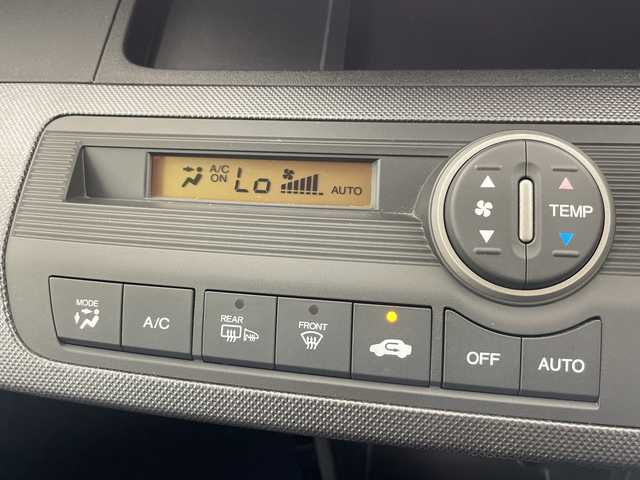 A/C
ON
Lo
AUTO
TEMP
MODE
A/C
REAR
FRONT
OFF
AUTO